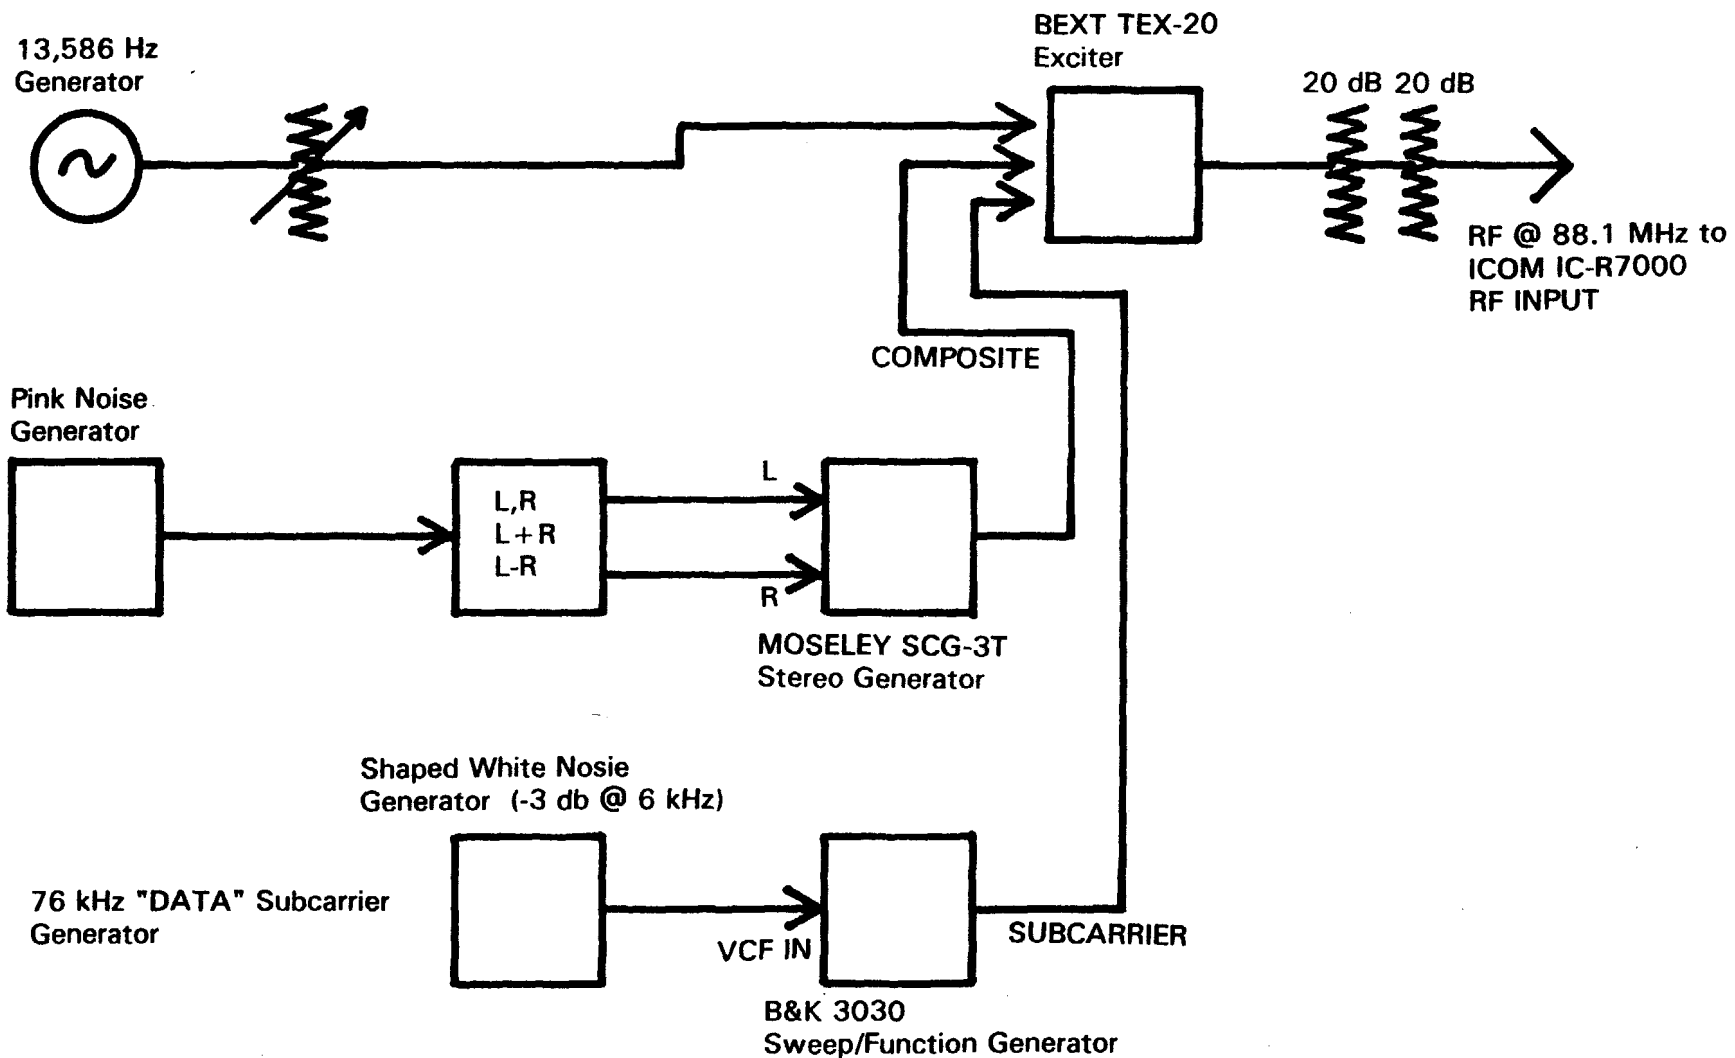 BEXT TEX-20
Exciter
13,586 Hz
Generator
20 dB 20 dB
RF @ 88.1 MHz to
ICOM IC-R7000
RF INPUT
COMPOSITE
Pink Noise
Generator
L,R
L+R
L-R
L
R
MOSELEY SCG-3T
Stereo Generator
Shaped White Nosie
Generator (-3 db @ 6 kHz)
76 kHz "DATA" Subcarrier
Generator
VCF IN
SUBCARRIER
B&K 3030
Sweep/Function Generator